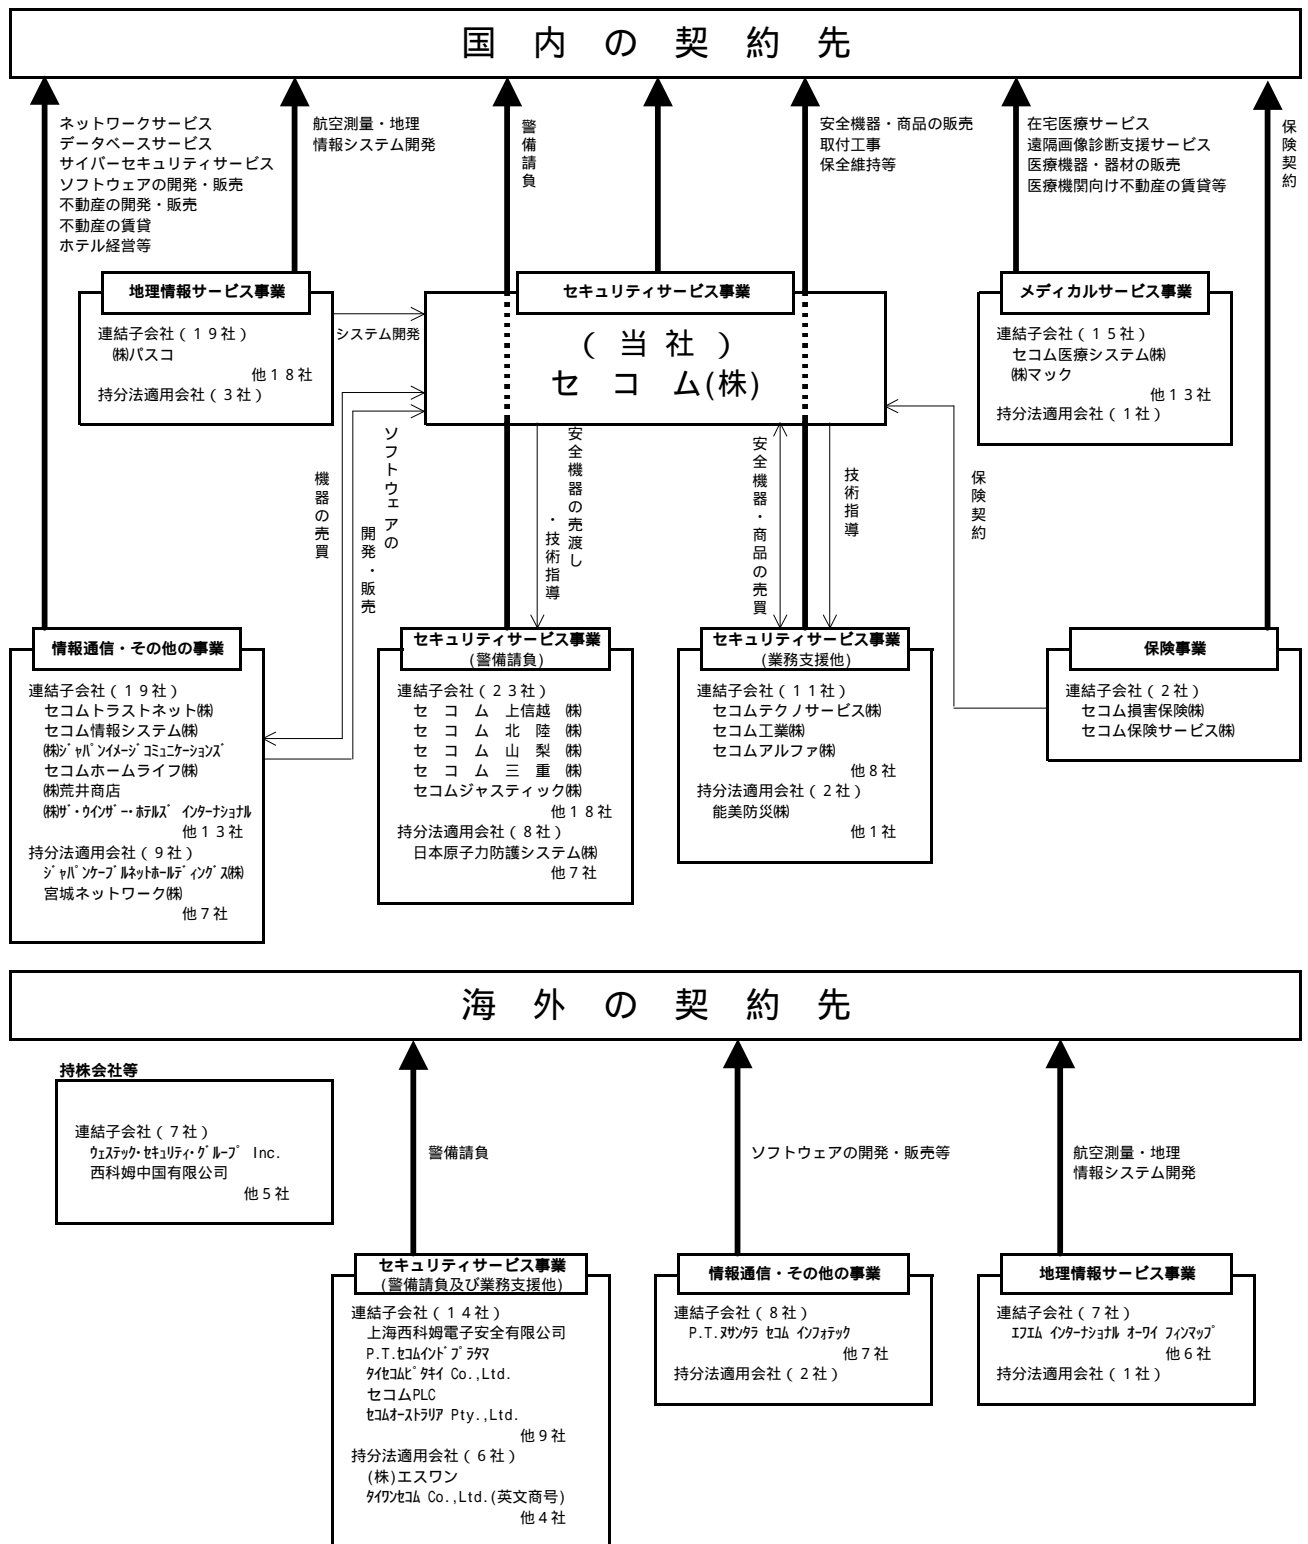 国 内 の 契 約 先
ネットワークサービス
データベースサービス
サイバーセキュリティサービス
ソフトウェアの開発・販売
不動産の開発・販売
不動産の賃貸
ホテル経営等
航空測量・地理
情報システム開発
警備請負
安全機器・商品の販売
取付工事
保全維持等
在宅医療サービス
遠隔画像診断支援サービス
医療機器・器材の販売
医療機関向け不動産の賃貸等
保険契約
地理情報サービス事業
連結子会社(19社)
㈱パスコ
他18社
持分法適用会社(3社)
システム開発
セキュリティサービス事業
(当社)
セ コ ム(株)
メディカルサービス事業
連結子会社(15社)
セコム医療システム㈱
㈱マック
他13社
持分法適用会社(1社)
機器の売買
ソフトウェアの
開発・販売
安全機器の売渡し
・技術指導
安全機器・商品の売買
技術指導
保険契約
情報通信・その他の事業
連結子会社(19社)
セコムトラストネット㈱
セコム情報システム㈱
㈱ｼﾞｬﾊﾟﾝｲﾒｰｼﾞｺﾐｭﾆｹｰｼｮﾝｽﾞ
セコムホームライフ㈱
㈱荒井商店
㈱ｻﾞ・ｳｲﾝｻﾞｰ・ﾎﾃﾙｽﾞ ｲﾝﾀｰﾅｼｮﾅﾙ
他13社
持分法適用会社(9社)
ｼﾞｬﾊﾟﾝｹｰﾌﾞﾙﾈｯﾄﾎｰﾙﾃﾞｨﾝｸﾞｽ㈱
宮城ネットワーク㈱
他7社
セキュリティサービス事業
(警備請負)
連結子会社(23社)
セ コ ム 上信越 ㈱
セ コ ム 北 陸 ㈱
セ コ ム 山 梨 ㈱
セ コ ム 三 重 ㈱
セコムジャスティック㈱
他18社
持分法適用会社(8社)
日本原子力防護システム㈱
他7社
セキュリティサービス事業
(業務支援他)
連結子会社(11社)
セコムテクノサービス㈱
セコム工業㈱
セコムアルファ㈱
他8社
持分法適用会社(2社)
能美防災㈱
他1社
保険事業
連結子会社(2社)
セコム損害保険㈱
セコム保険サービス㈱
海 外 の 契 約 先
持株会社等
連結子会社(7社)
ｳｪｽﾃｯｸ・ｾｷｭﾘﾃｨ・ｸﾞﾙｰﾌﾟ Inc.
西科姆中国有限公司
他5社
警備請負
ソフトウェアの開発・販売等
航空測量・地理
情報システム開発
セキュリティサービス事業
(警備請負及び業務支援他)
連結子会社(14社)
上海西科姆電子安全有限公司
P.T.ｾｺﾑｲﾝﾄﾞﾌﾟﾗﾀﾏ
ﾀｲｾｺﾑﾋﾟﾀｷｲ Co.,Ltd.
セコムPLC
ｾｺﾑｵｰｽﾄﾗﾘｱ Pty.,Ltd.
他9社
持分法適用会社(6社)
(株)エスワン
ﾀｲﾜﾝｾｺﾑ Co.,Ltd.(英文商号)
他4社
情報通信・その他の事業
連結子会社(8社)
P.T.ﾇｻﾝﾀﾗ ｾｺﾑ ｲﾝﾌｫﾃｯｸ
他7社
持分法適用会社(2社)
地理情報サービス事業
連結子会社(7社)
ｴﾌｴﾑ ｲﾝﾀｰﾅｼｮﾅﾙ ｵｰﾜｲ ﾌｨﾝﾏｯﾌﾟ
他6社
持分法適用会社(1社)